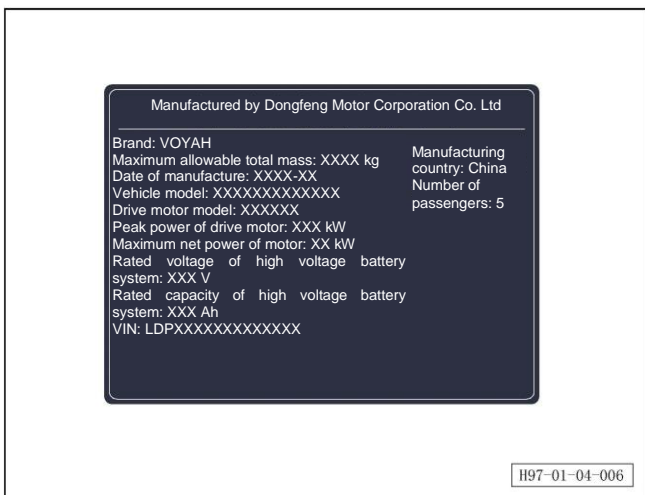 Manufactured by Dongfeng Motor Corporation Co. Ltd
Brand: VOYAH
Maximum allowable total mass: XXXX kg
Date of manufacture: XXXX-XX
Vehicle model: XXXXXXXXXXXXX
Drive motor model: XXXXXX
Peak power of drive motor: XXX kW
Maximum net power of motor: XX kW
Rated voltage of high voltage battery
system: XXX V
Rated capacity of high voltage battery
system: XXX Ah
VIN: LDPXXXXXXXXXXXXX
Manufacturing
country: China
Number of
passengers: 5
H97-01-04-006